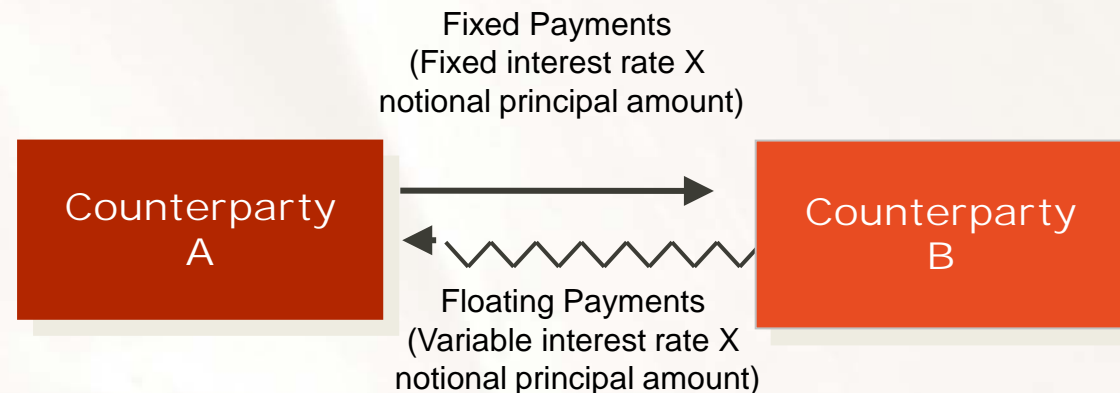 Fixed Payments
(Fixed interest rate X
notional principal amount)
Counterparty
A
Counterparty
B
Floating Payments
(Variable interest rate X
notional principal amount)